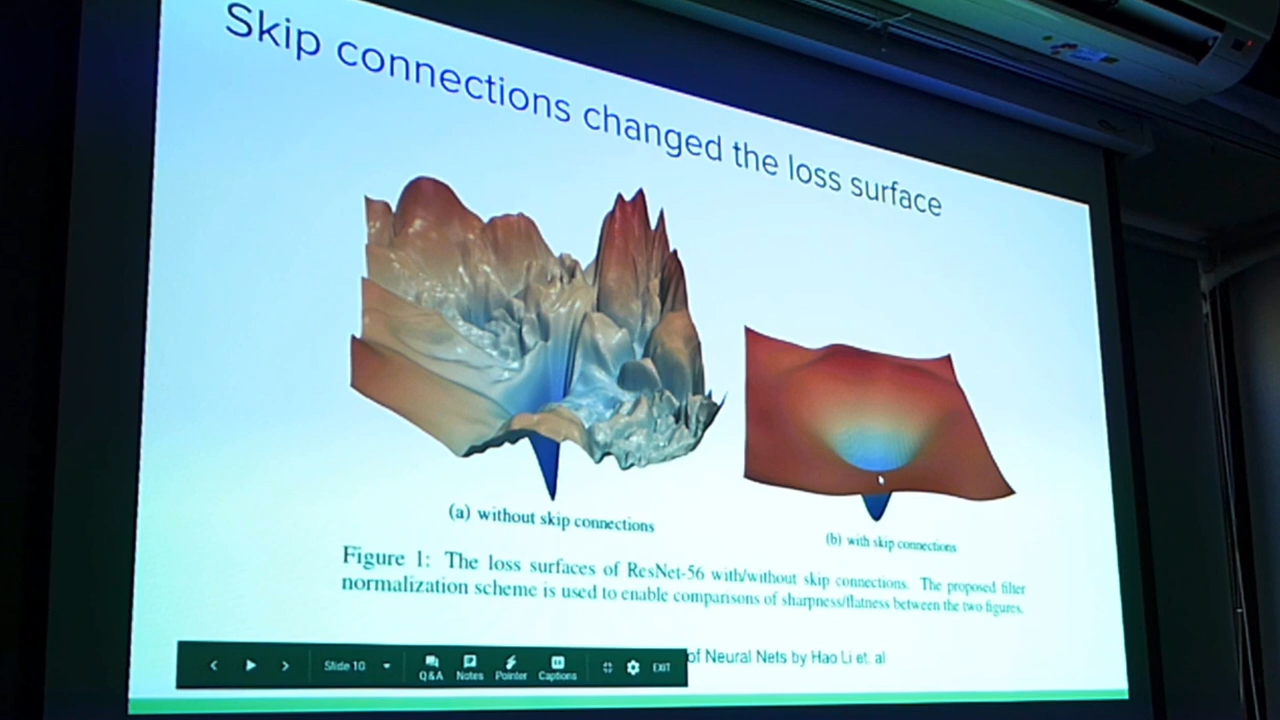 Skip connections changed the loss surface
(a) without skip connections
(b) with skip connections
Figure 1: The loss surfaces of ResNet-56 with/without skip connections. The proposed filter
normalization scheme is used to enable comparisons of sharpness/flatness between the two figures.
of Neural Nets by Hao Li et. al
Slide 10
Q&A Notes Pointer Captions EXIT